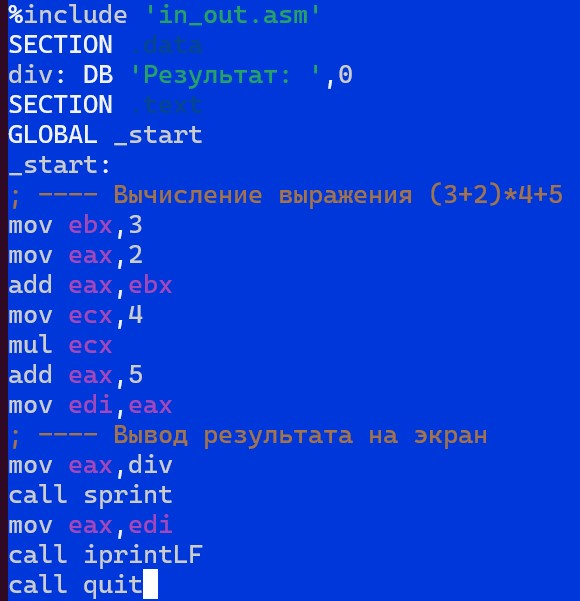 %include 'in_out.asm'
SECTION .data
div: DB 'Результат: ',0
SECTION .text
GLOBAL _start
_start:
; ---- Вычисление выражения (3+2)*4+5
mov ebx,3
mov eax,2
add eax,ebx
mov ecx,4
mul ecx
add eax,5
mov edi,eax
; ---- Вывод результата на экран
mov eax,div
call sprint
mov eax,edi
call iprintLF
call quit